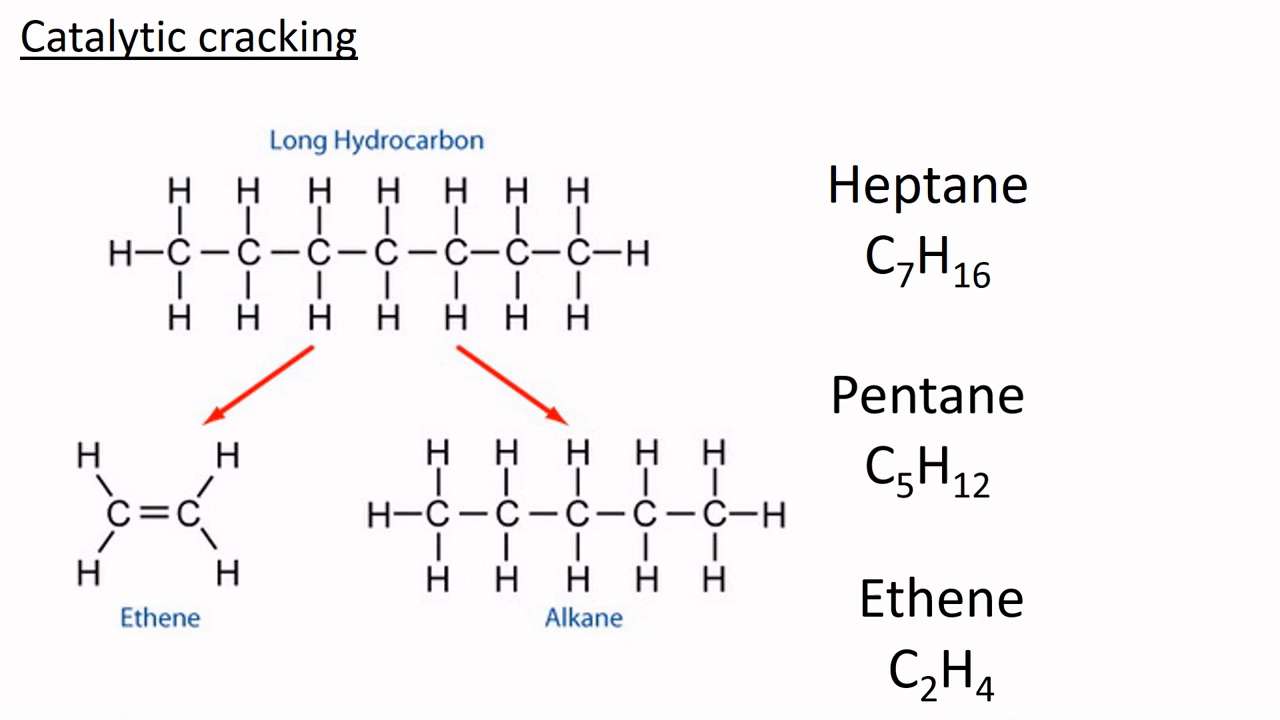 Catalytic cracking
Long Hydrocarbon
H H H H H H H
H–C–C–C–C–C–C–C–H
H H H H H H H
Heptane
C₇H₁₆
H H
C=C
H H
Ethene
H H H H H
H–C–C–C–C–C–H
H H H H H
Alkane
Pentane
C₅H₁₂
Ethene
C₂H₄